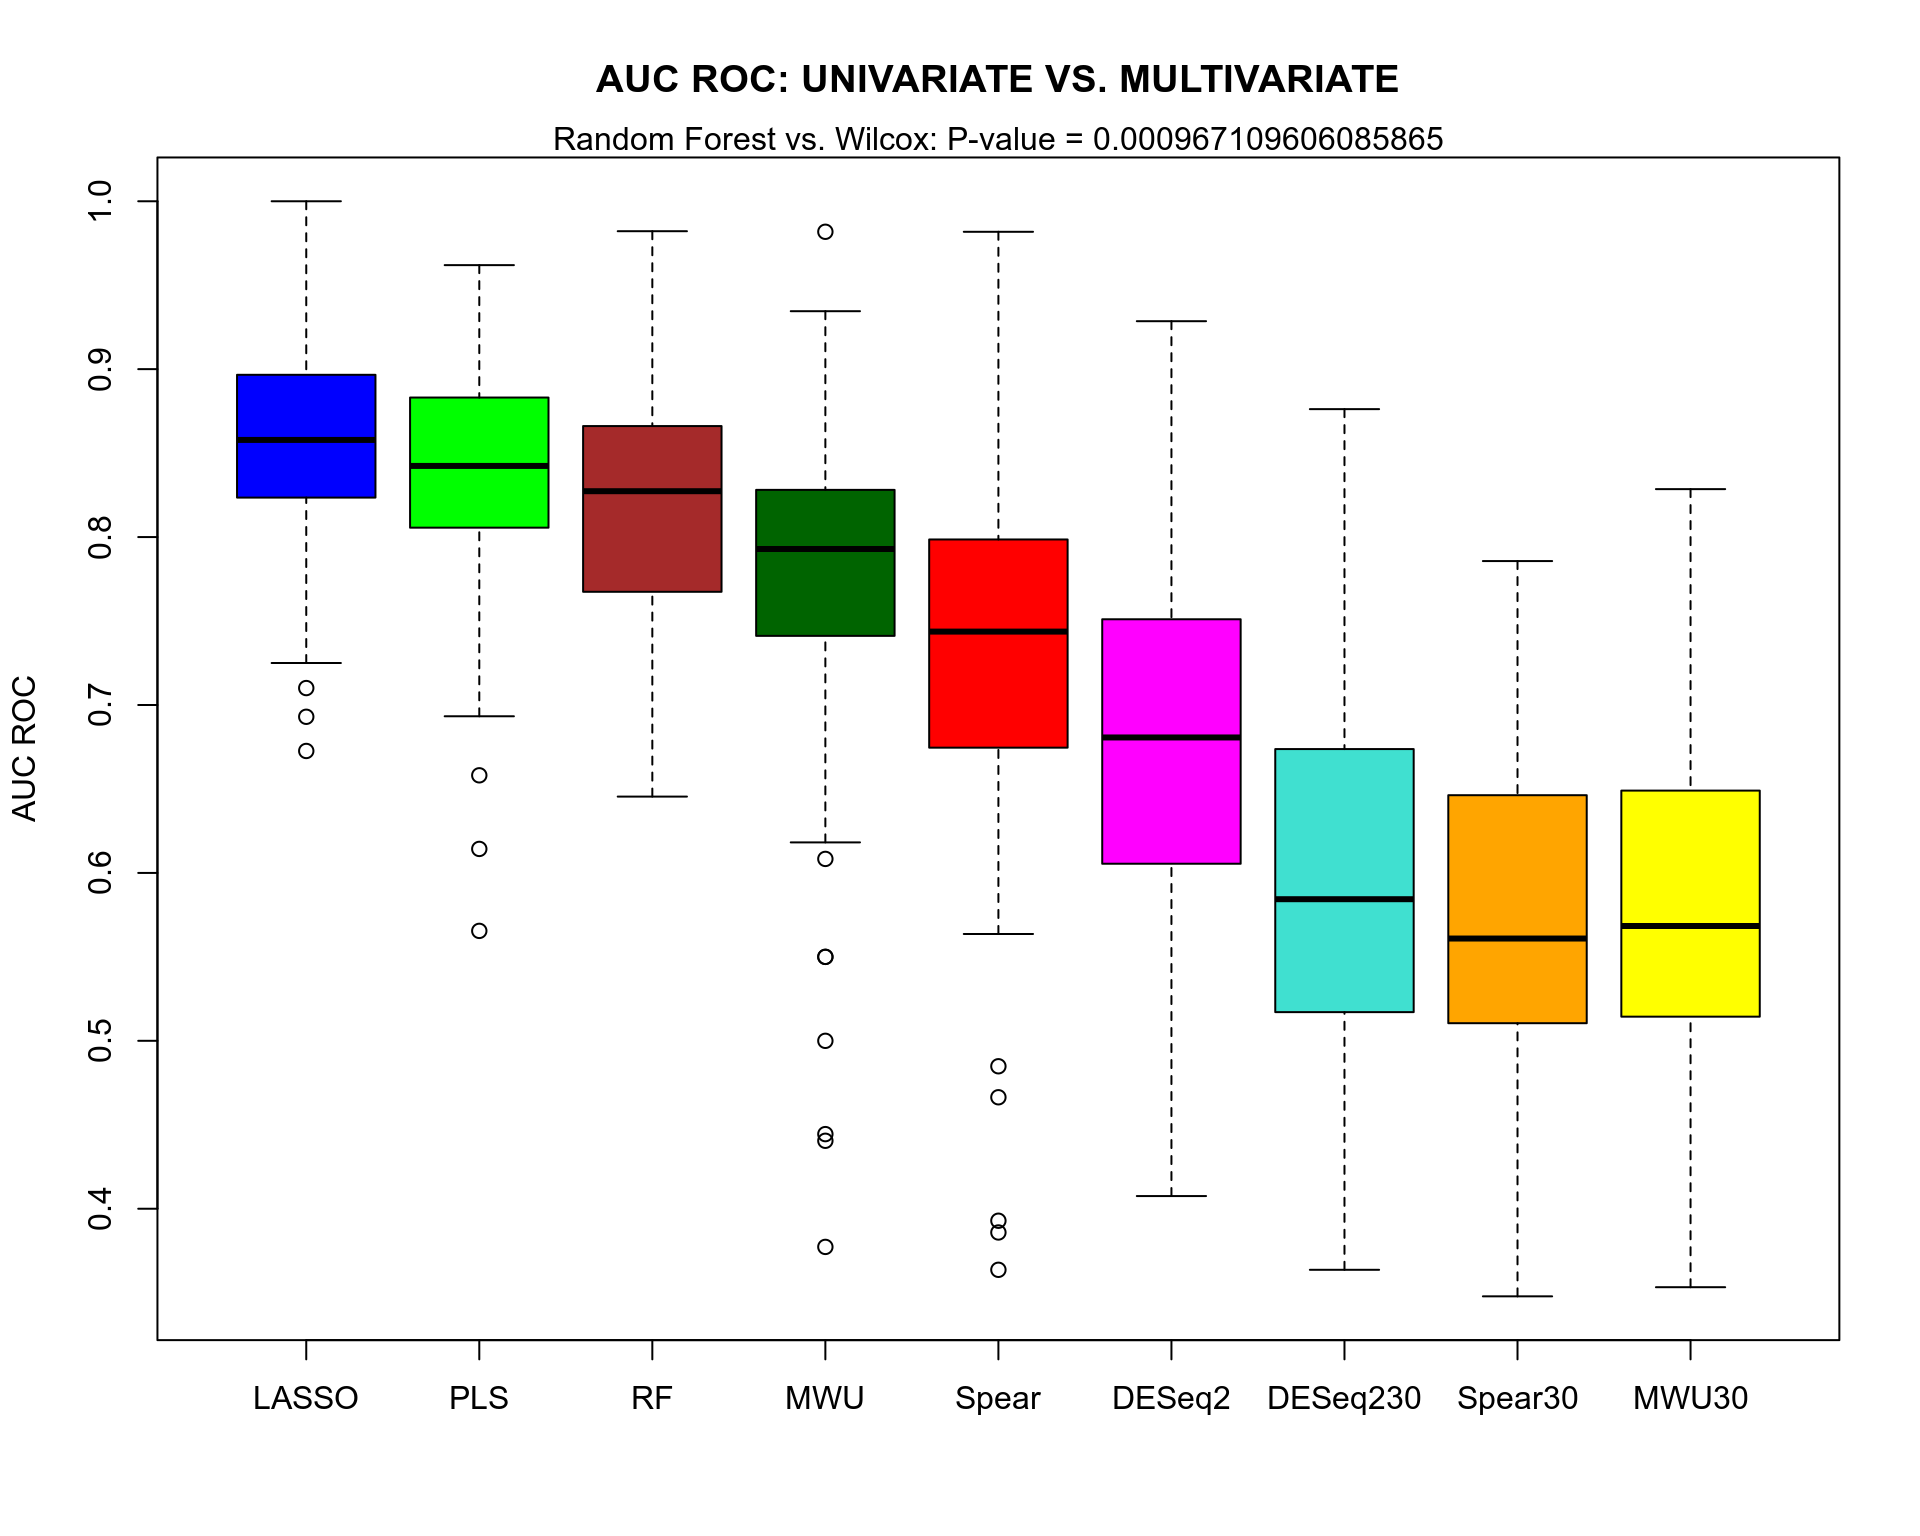 AUC ROC: UNIVARIATE VS. MULTIVARIATE
Random Forest vs. Wilcox: P-value = 0.000967109606085865
AUC ROC
1.0
0.9
0.8
0.7
0.6
0.5
0.4
LASSO PLS RF MWU Spear DESeq2 DESeq230 Spear30 MWU30